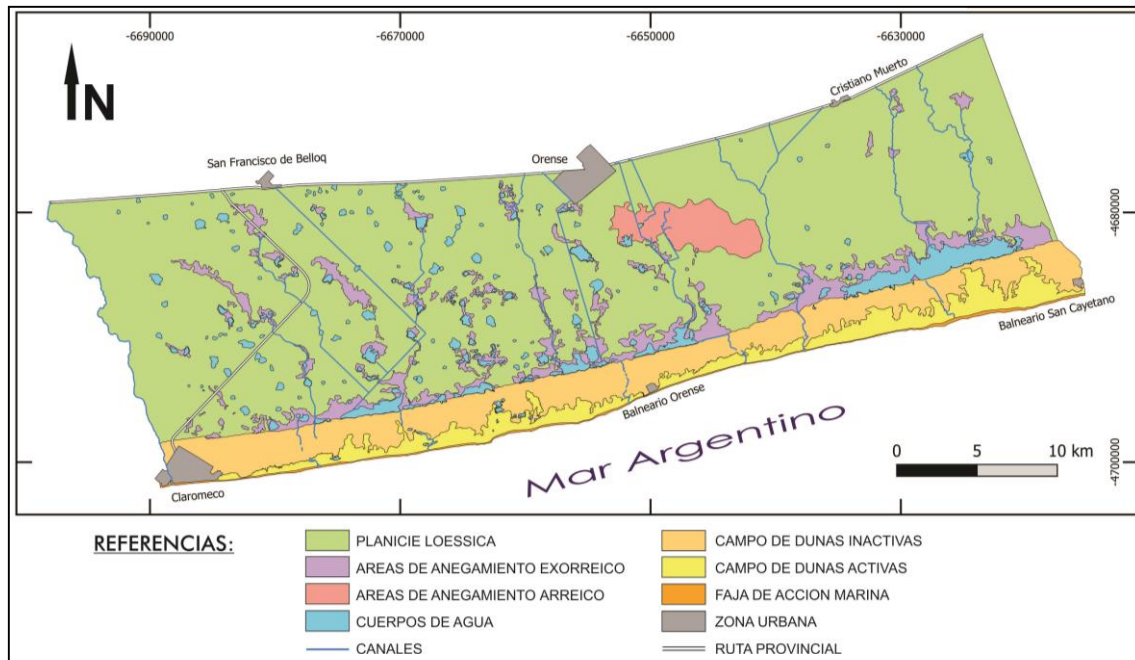 -6690000
-6670000
-6650000
-6630000
N
Cristiano Muerto
San Francisco de Belloq
Orense
-4680000
Balneario San Cayetano
Balneario Orense
Mar Argentino
0 5 10 km
-4700000
Claromeco
REFERENCIAS:
PLANICIE LOESSICA
AREAS DE ANEGAMIENTO EXORREICO
AREAS DE ANEGAMIENTO ARREICO
CUERPOS DE AGUA
CANALES
CAMPO DE DUNAS INACTIVAS
CAMPO DE DUNAS ACTIVAS
FAJA DE ACCION MARINA
ZONA URBANA
RUTA PROVINCIAL